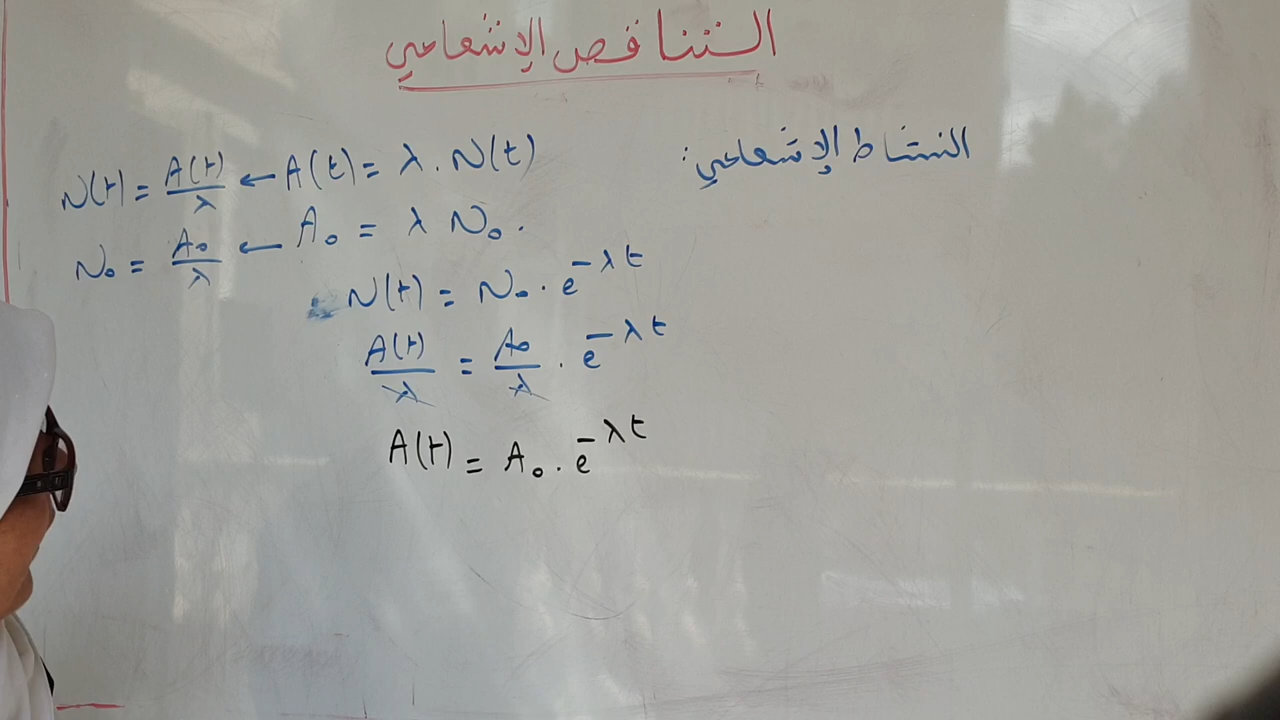 التناقص الإشعاعي
النشاط الإشعاعي:
N(t) = A(t)/λ ← A(t) = λ . N(t)
N₀ = A₀/λ ← A₀ = λ N₀ .
N(t) = N₀ . e^-λt
A(t)/λ = A₀/λ . e^-λt
A(t) = A₀ . e^-λt